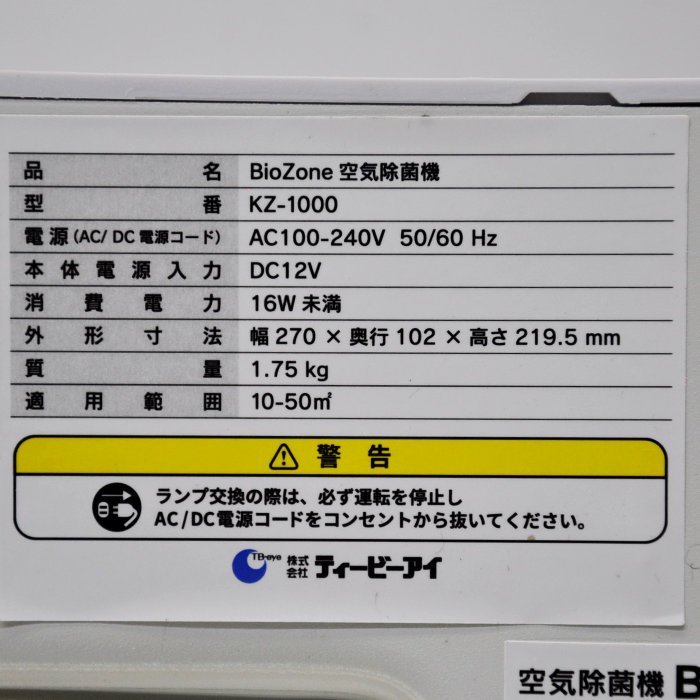 品名 BioZone 空気除菌機
型番 KZ-1000
電源(AC/ DC 電源コード) AC100-240V 50/60 Hz
本体電源入力 DC12V
消費電力 16W 未満
外形寸法 幅 270 × 奥行 102 × 高さ 219.5 mm
質量 1.75 kg
適用範囲 10-50㎡
警告
ランプ交換の際は、必ず運転を停止し
AC/DC電源コードをコンセントから抜いてください。
TB-eye 株式会社 ティービーアイ
空気除菌機 B